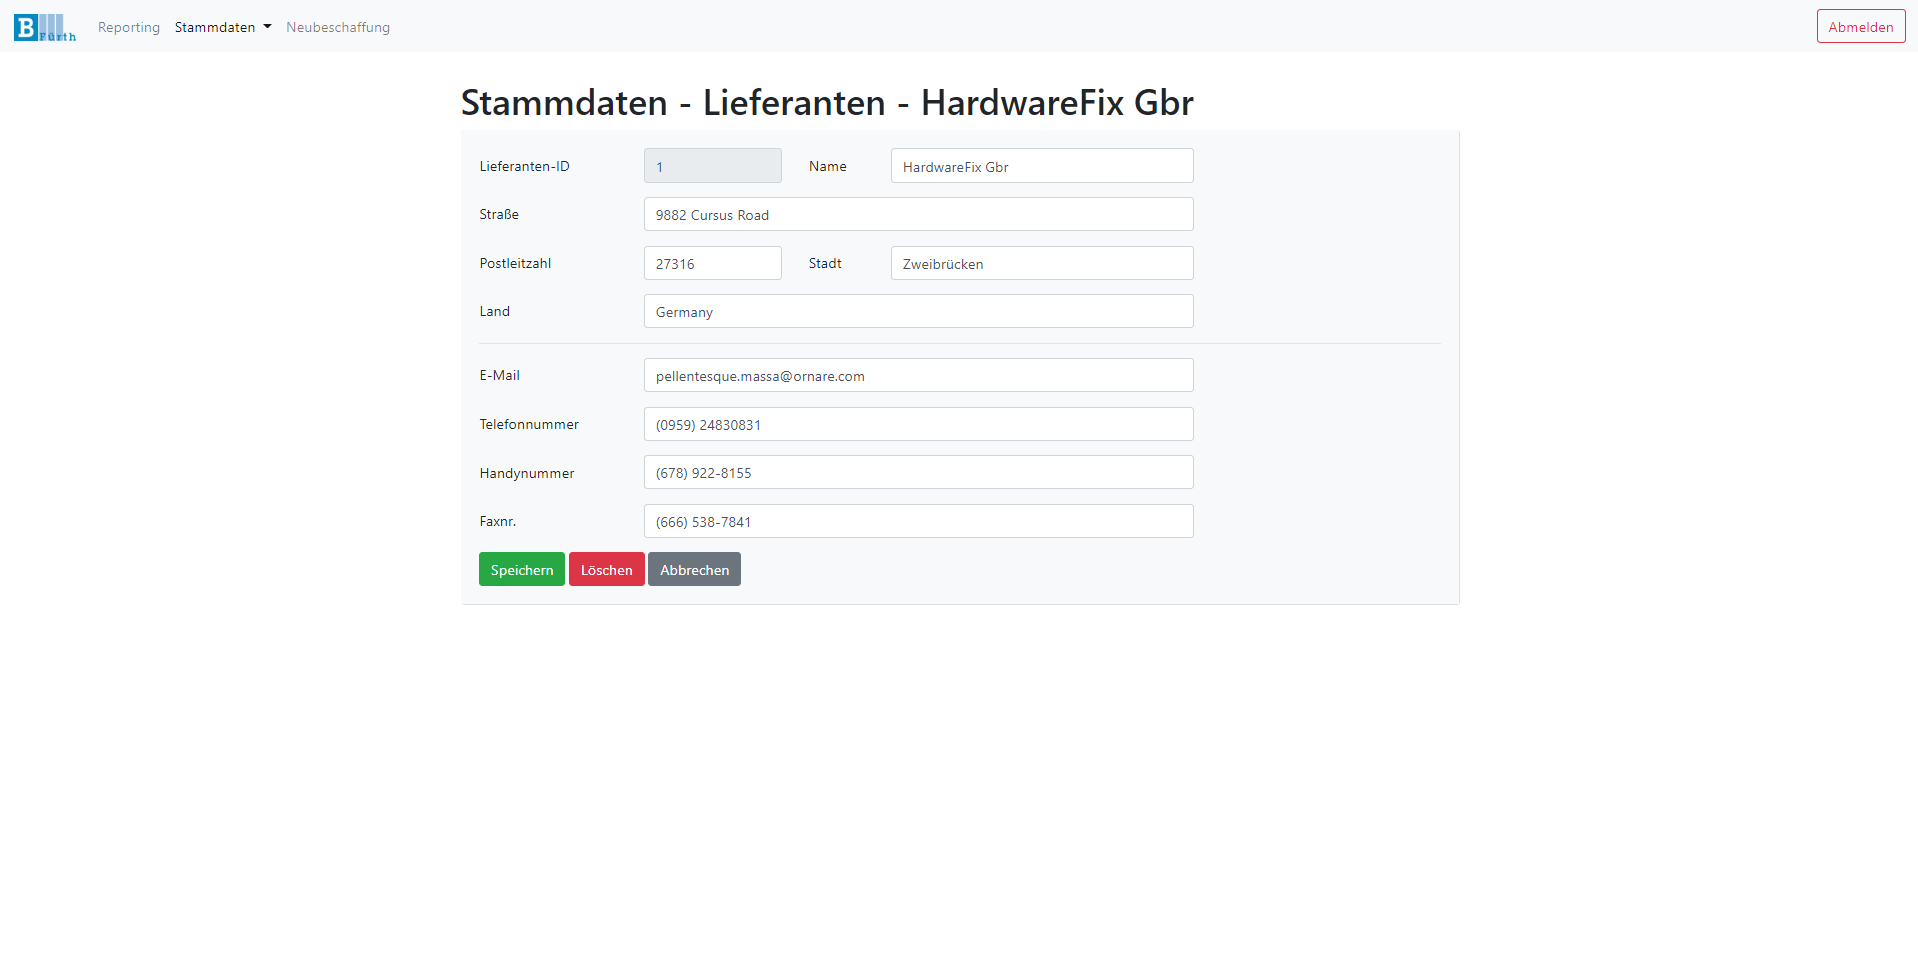 B Fürth Reporting Stammdaten Neubeschaffung Abmelden
Stammdaten - Lieferanten - HardwareFix Gbr
Lieferanten-ID 1 Name HardwareFix Gbr
Straße 9882 Cursus Road
Postleitzahl 27316 Stadt Zweibrücken
Land Germany
E-Mail pellentesque.massa@ornare.com
Telefonnummer (0959) 24830831
Handynummer (678) 922-8155
Faxnr. (666) 538-7841
Speichern Löschen Abbrechen